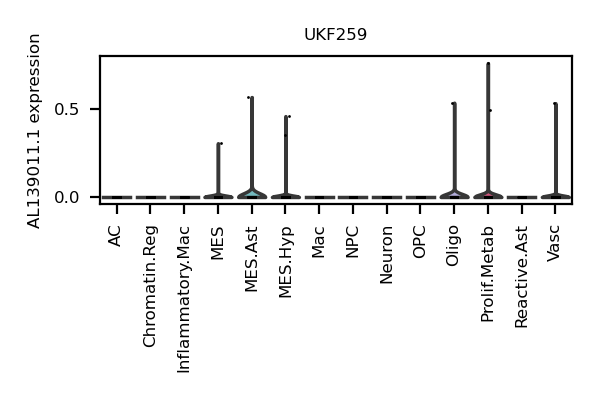 UKF259
AL139011.1 expression
0.5
0.0
AC
Chromatin.Reg
Inflammatory.Mac
MES
MES.Ast
MES.Hyp
Mac
NPC
Neuron
OPC
Oligo
Prolif.Metab
Reactive.Ast
Vasc